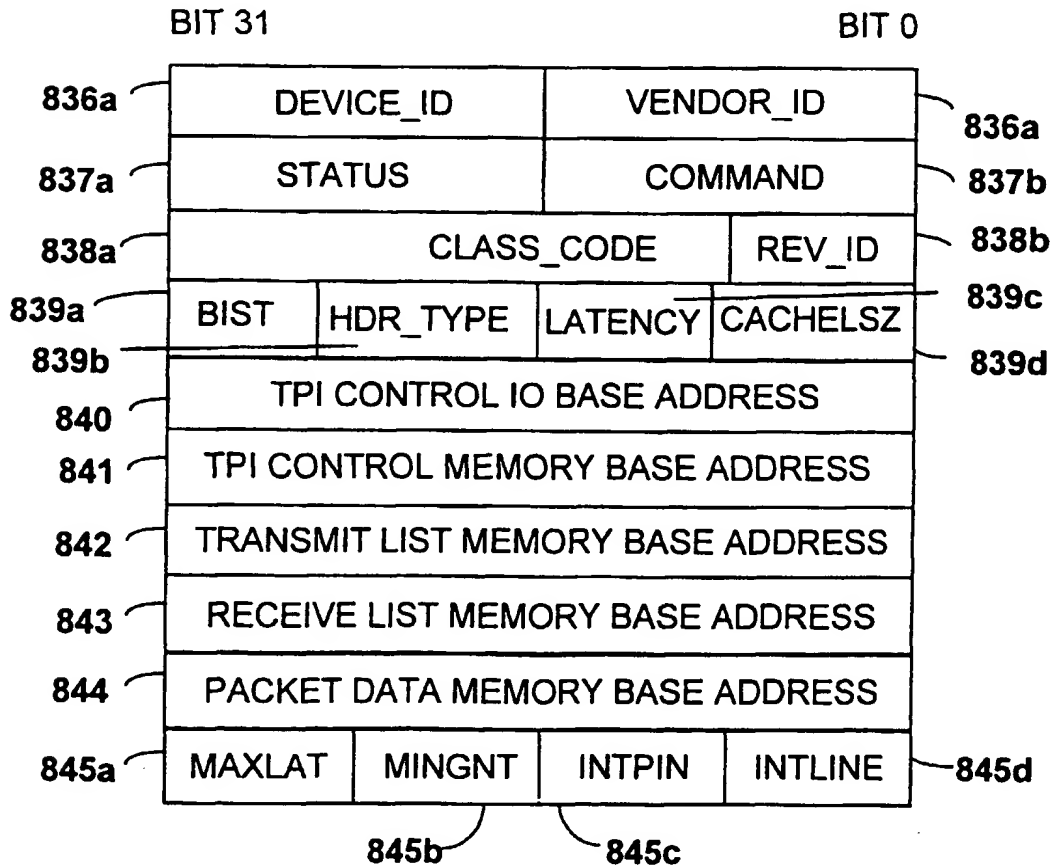 BIT 31 BIT 0
836a DEVICE_ID VENDOR_ID 836a
837a STATUS COMMAND 837b
838a CLASS_CODE REV_ID 838b
839a BIST HDR_TYPE LATENCY CACHELSZ 839c
839b 839d
840 TPI CONTROL IO BASE ADDRESS
841 TPI CONTROL MEMORY BASE ADDRESS
842 TRANSMIT LIST MEMORY BASE ADDRESS
843 RECEIVE LIST MEMORY BASE ADDRESS
844 PACKET DATA MEMORY BASE ADDRESS
845a MAXLAT MINGNT INTPIN INTLINE 845d
845b 845c